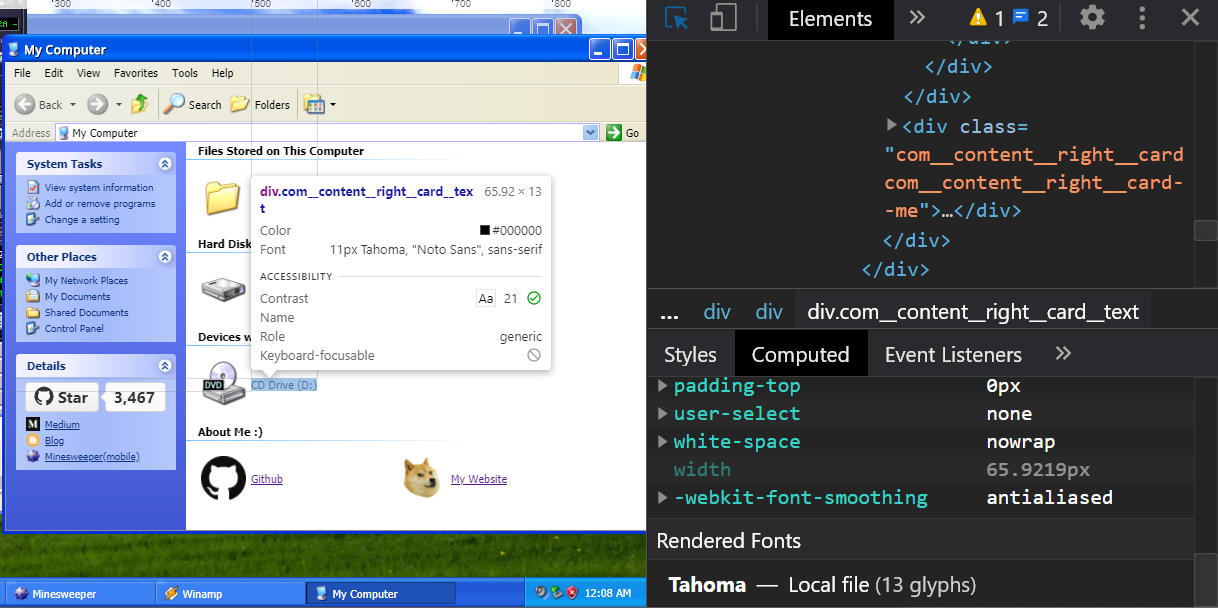 '300 '400 '500 '600 '700 '800
My Computer
File Edit View Favorites Tools Help
Back Search Folders
Address My Computer Go
System Tasks
View system information
Add or remove programs
Change a setting
Other Places
My Network Places
My Documents
Shared Documents
Control Panel
Details
Star 3,467
Medium
Blog
Minesweeper(mobile)
Files Stored on This Computer
Hard Disk
Devices w
DVD
CD Drive (D:)
About Me :)
Github
My Website
div.com__content__right__card__tex 65.92 × 13
t
Color #000000
Font 11px Tahoma, "Noto Sans", sans-serif
ACCESSIBILITY
Contrast Aa 21
Name
Role generic
Keyboard-focusable
Minesweeper Winamp My Computer 12:08 AM
Elements 1 2
</div>
</div>
</div>
<div class=
"com__content__right__card
com__content__right__card-
-me">…</div>
</div>
</div>
... div div div.com__content__right__card__text
Styles Computed Event Listeners
padding-top 0px
user-select none
white-space nowrap
width 65.9219px
-webkit-font-smoothing antialiased
Rendered Fonts
Tahoma — Local file (13 glyphs)